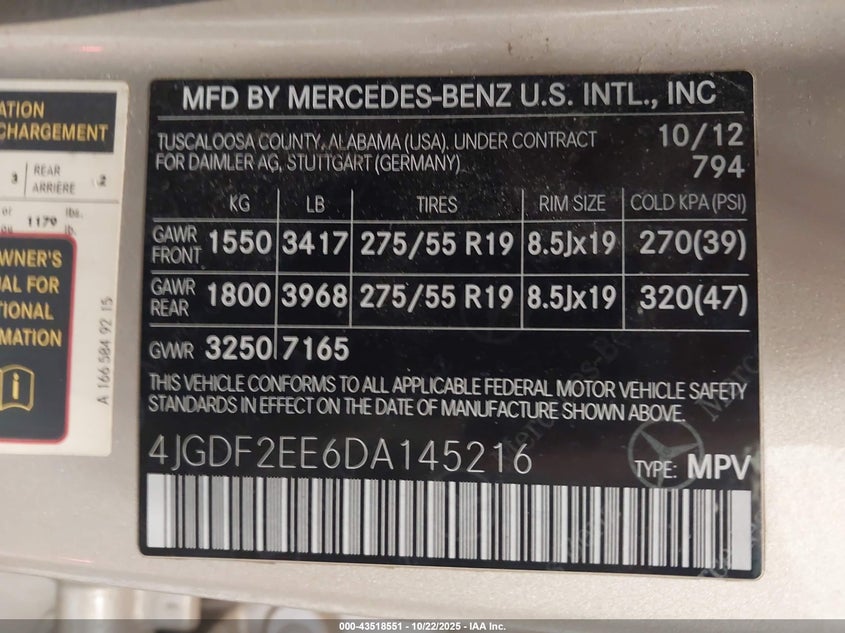 ATION
CHARGEMENT
3 REAR ARRIÈRE 2
or 1179 lbs.
OWNER'S
UAL FOR
TIONAL
RMATION
A 166 584 92 15
MFD BY MERCEDES-BENZ U.S. INTL., INC
TUSCALOOSA COUNTY, ALABAMA (USA). UNDER CONTRACT 10/12
FOR DAIMLER AG, STUTTGART (GERMANY) 794
KG LB TIRES RIM SIZE COLD KPA (PSI)
GAWR FRONT 1550 3417 275/55 R19 8.5Jx19 270(39)
GAWR REAR 1800 3968 275/55 R19 8.5Jx19 320(47)
GVWR 3250 7165
THIS VEHICLE CONFORMS TO ALL APPLICABLE FEDERAL MOTOR VEHICLE SAFETY
STANDARDS IN EFFECT ON THE DATE OF MANUFACTURE SHOWN ABOVE.
4JGDF2EE6DA145216
TYPE: MPV
Mercedes-Benz
000-43518551 - 10/22/2025 - IAA Inc.